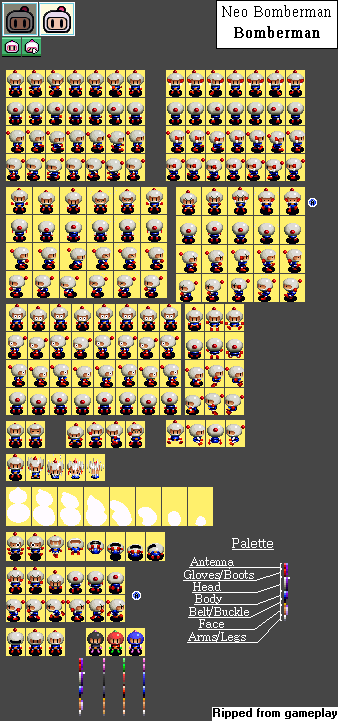 Neo Bomberman
Bomberman
Palette
Antenna
Gloves/Boots
Head
Body
Belt/Buckle
Face
Arms/Legs
Ripped from gameplay